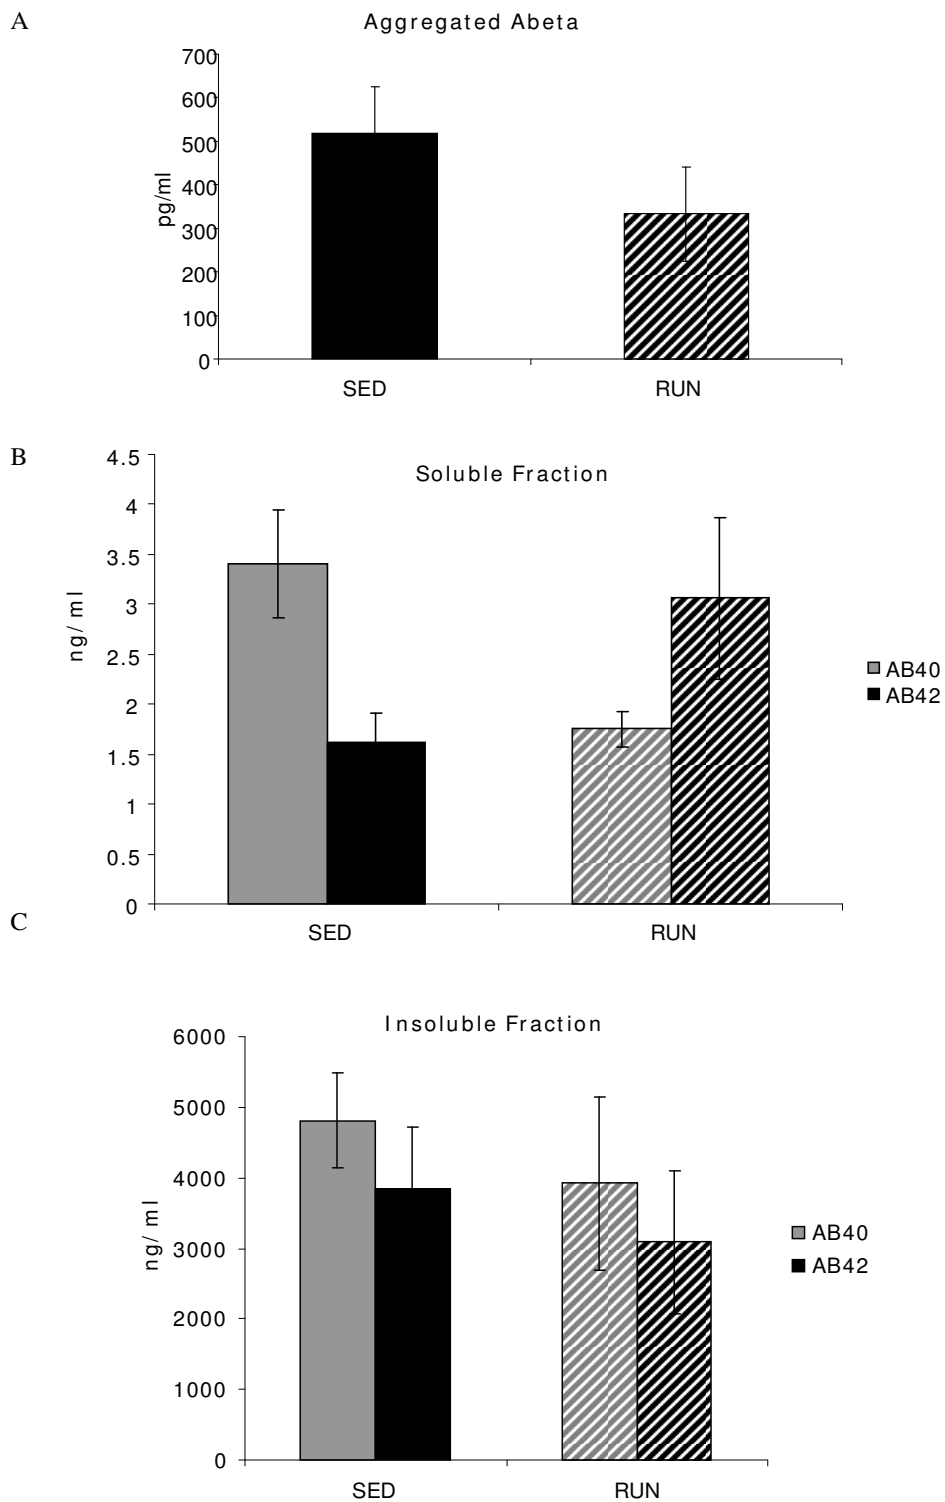 A
Aggregated Abeta
700
600
500
400
300
200
100
0
pg/ml
SED RUN
B
Soluble Fraction
4.5
4
3.5
3
2.5
2
1.5
1
0.5
0
ng/ ml
AB40
AB42
SED RUN
C
Insoluble Fraction
6000
5000
4000
3000
2000
1000
0
ng/ ml
AB40
AB42
SED RUN